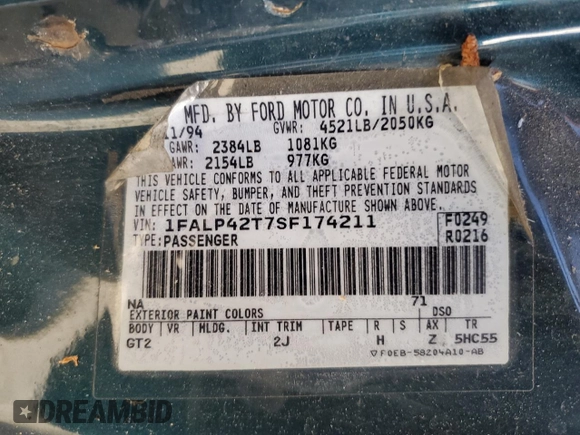 MFD. BY FORD MOTOR CO. IN U.S.A.
1/94 GVWR: 4521LB/2050KG
GAWR: 2384LB 1081KG
AWR: 2154LB 977KG
THIS VEHICLE CONFORMS TO ALL APPLICABLE FEDERAL MOTOR
VEHICLE SAFETY, BUMPER, AND THEFT PREVENTION STANDARDS
IN EFFECT ON THE DATE OF MANUFACTURE SHOWN ABOVE.
VIN: 1FALP42T7SF174211 F0249
TYPE: PASSENGER R0216
NA 71
EXTERIOR PAINT COLORS DSO
BODY VR MLDG. INT TRIM TAPE R S AX TR
GT2 2J H Z 5HC55
▽F0EB-58204A10-AB
DREAMBID